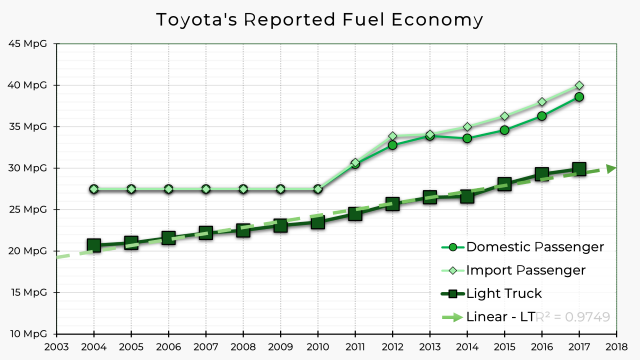 Toyota's Reported Fuel Economy
45 MpG
40 MpG
35 MpG
30 MpG
25 MpG
20 MpG
15 MpG
10 MpG
Domestic Passenger
Import Passenger
Light Truck
Linear - LT R² = 0.9749
2003 2004 2005 2006 2007 2008 2009 2010 2011 2012 2013 2014 2015 2016 2017 2018